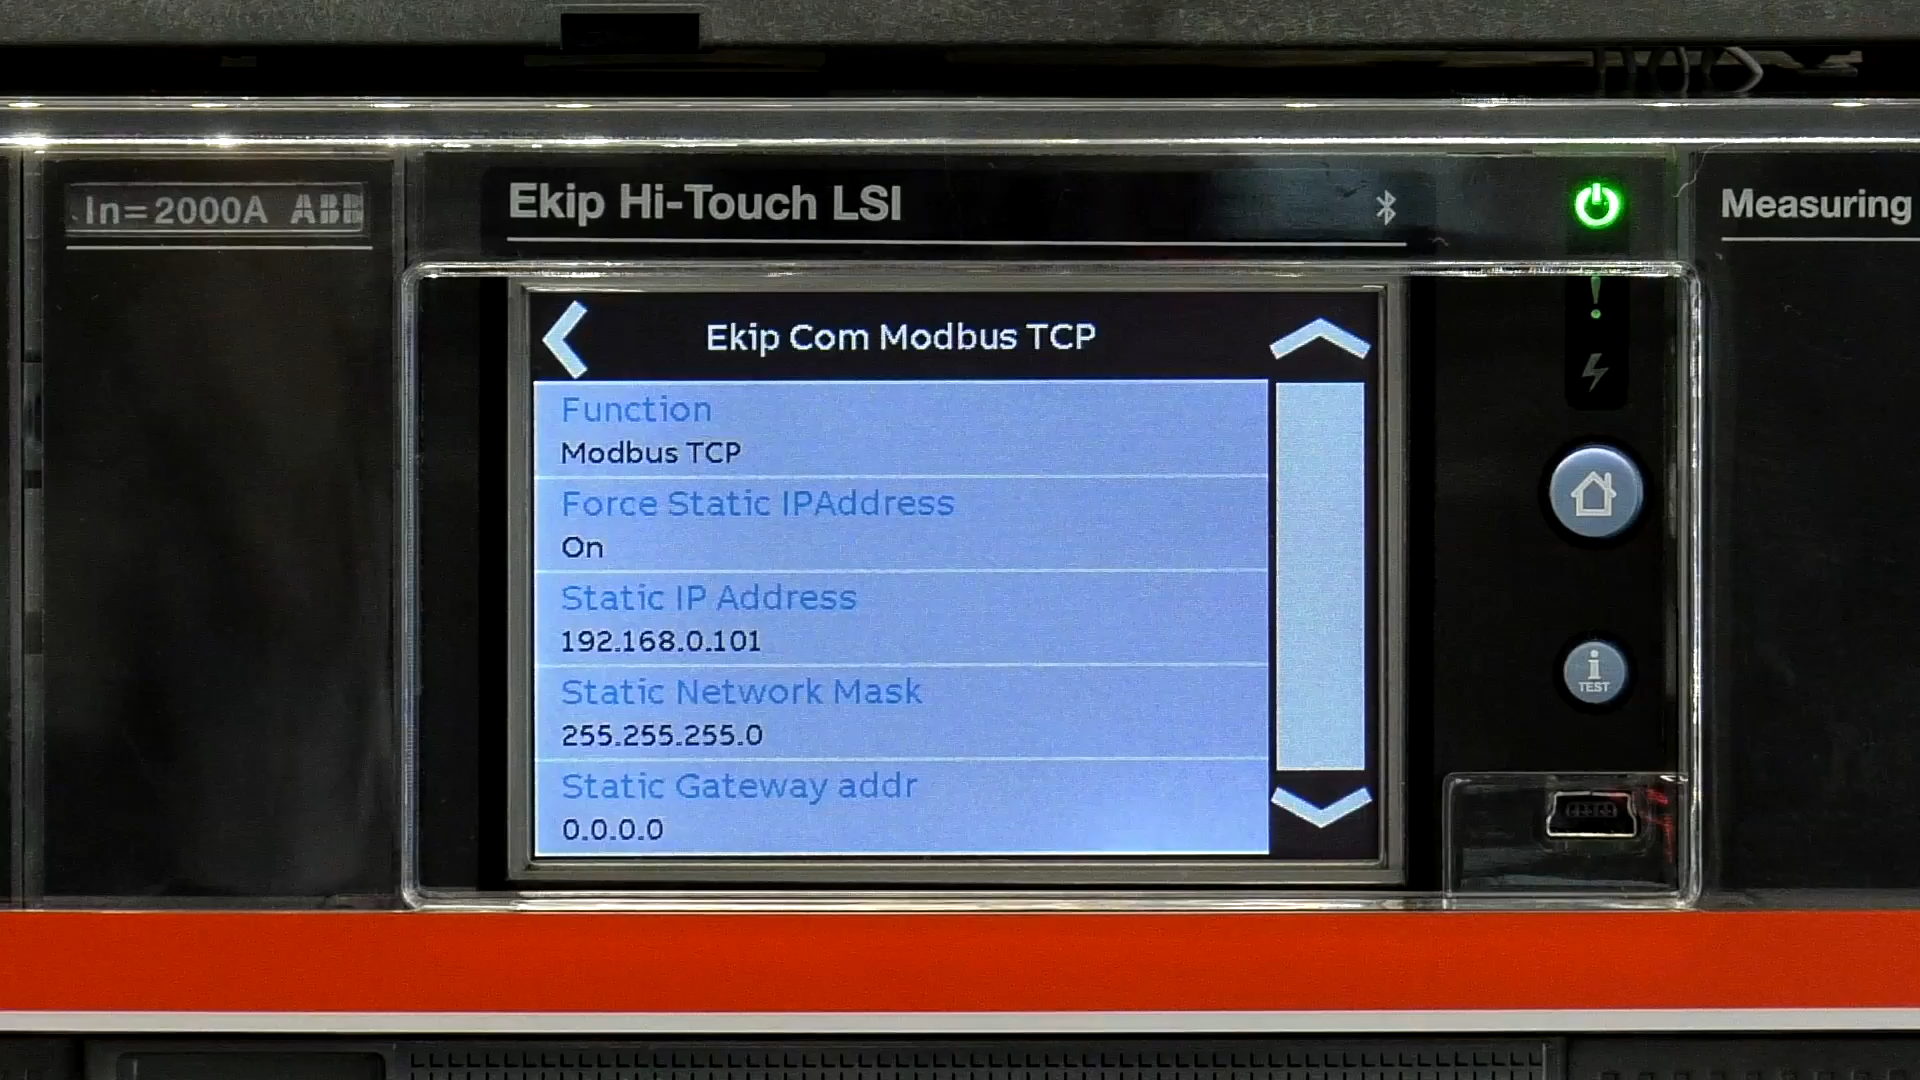 In=2000A ABB
Ekip Hi-Touch LSI
Measuring
Ekip Com Modbus TCP
Function
Modbus TCP
Force Static IPAddress
On
Static IP Address
192.168.0.101
Static Network Mask
255.255.255.0
Static Gateway addr
0.0.0.0
i
TEST